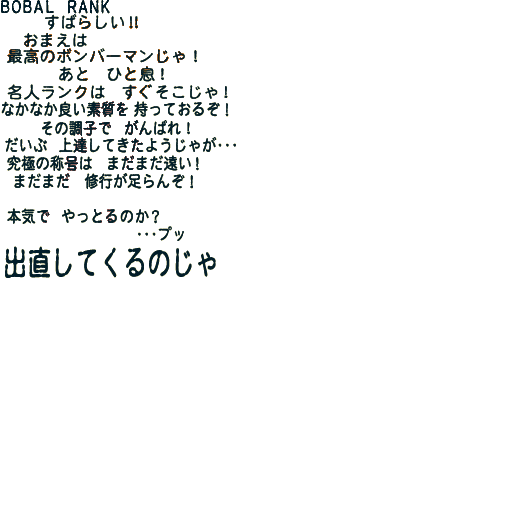 BOBAL RANK
すばらしい!!
おまえは
最高のボンバーマンじゃ!
あと ひと息!
名人ランクは すぐそこじゃ!
なかなか良い素質を 持っておるぞ!
その調子で がんばれ!
だいぶ 上達してきたようじゃが・・・
究極の称号は まだまだ遠い!
まだまだ 修行が足らんぞ!
本気で やっとるのか?
・・・プッ
出直してくるのじゃ